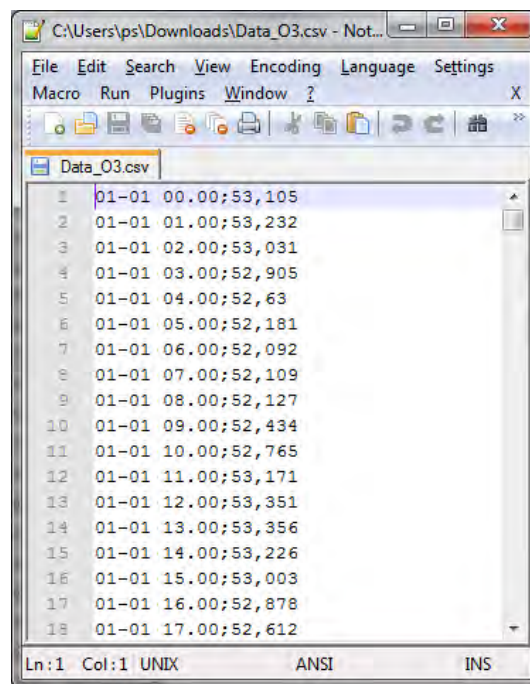 C:\Users\ps\Downloads\Data_O3.csv - Not...
File Edit Search View Encoding Language Settings
Macro Run Plugins Window ? X
Data_O3.csv
1 01-01 00.00;53,105
2 01-01 01.00;53,232
3 01-01 02.00;53,031
4 01-01 03.00;52,905
5 01-01 04.00;52,63
6 01-01 05.00;52,181
7 01-01 06.00;52,092
8 01-01 07.00;52,109
9 01-01 08.00;52,127
10 01-01 09.00;52,434
11 01-01 10.00;52,765
12 01-01 11.00;53,171
13 01-01 12.00;53,351
14 01-01 13.00;53,356
15 01-01 14.00;53,226
16 01-01 15.00;53,003
17 01-01 16.00;52,878
18 01-01 17.00;52,612
Ln:1 Col:1 UNIX ANSI INS